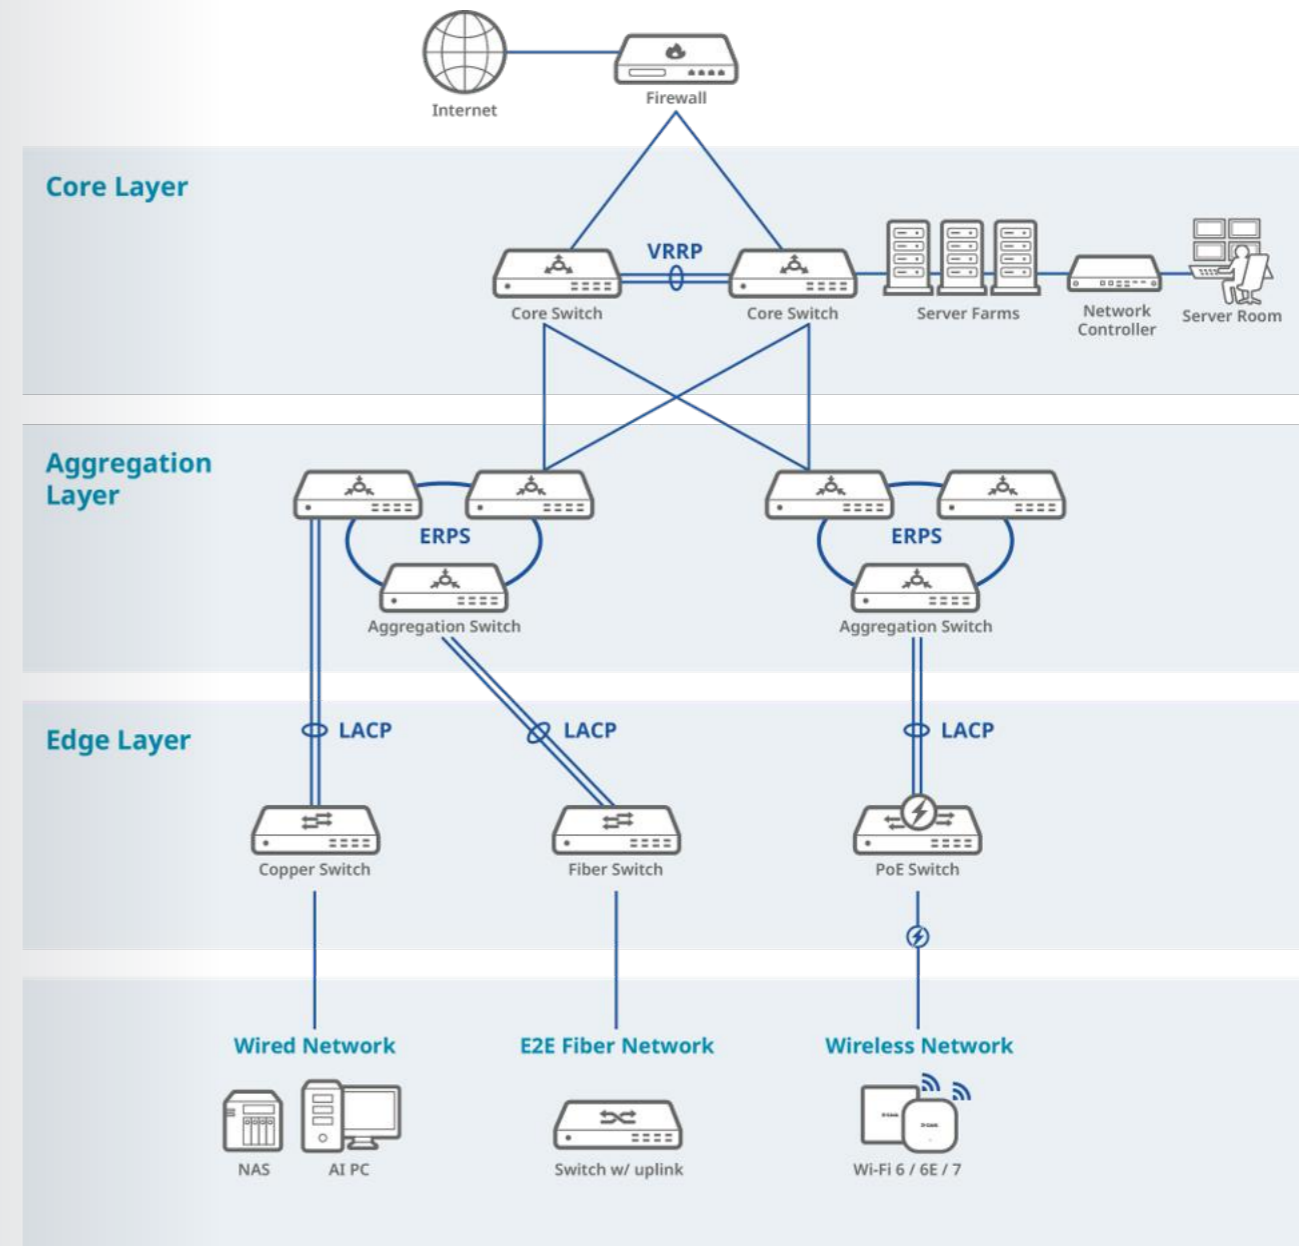 Internet
Firewall
Core Layer
VRRP
Core Switch
Core Switch
Server Farms
Network
Controller
Server Room
Aggregation
Layer
ERPS
ERPS
Aggregation Switch
Aggregation Switch
Edge Layer
LACP
LACP
LACP
Copper Switch
Fiber Switch
PoE Switch
Wired Network
E2E Fiber Network
Wireless Network
D-Link
D-Link
NAS
AI PC
Switch w/ uplink
Wi-Fi 6 / 6E / 7